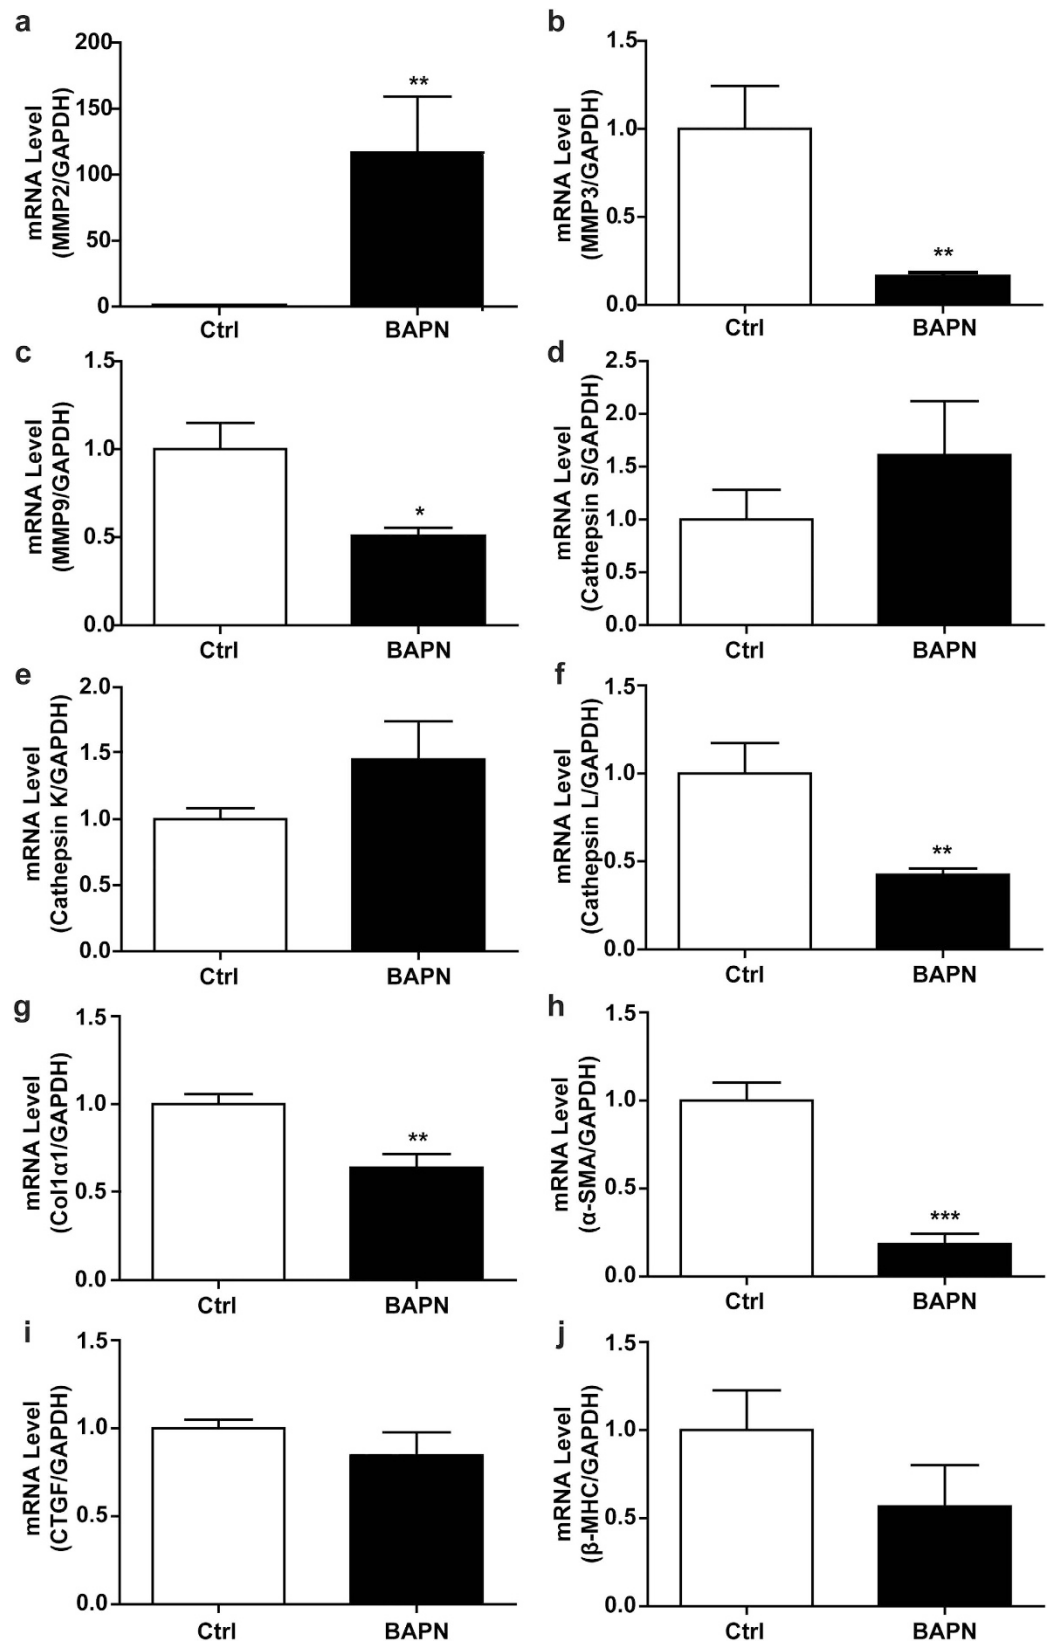 a
200
150
100
50
0
mRNA Level
(MMP2/GAPDH)
**
Ctrl
BAPN
b
1.5
1.0
0.5
0.0
mRNA Level
(MMP3/GAPDH)
**
Ctrl
BAPN
c
1.5
1.0
0.5
0.0
mRNA Level
(MMP9/GAPDH)
*
Ctrl
BAPN
d
2.5
2.0
1.5
1.0
0.5
0.0
mRNA Level
(Cathepsin S/GAPDH)
Ctrl
BAPN
e
2.0
1.5
1.0
0.5
0.0
mRNA Level
(Cathepsin K/GAPDH)
Ctrl
BAPN
f
1.5
1.0
0.5
0.0
mRNA Level
(Cathepsin L/GAPDH)
**
Ctrl
BAPN
g
1.5
1.0
0.5
0.0
mRNA Level
(Col1α1/GAPDH)
**
Ctrl
BAPN
h
1.5
1.0
0.5
0.0
mRNA Level
(α-SMA/GAPDH)
***
Ctrl
BAPN
i
1.5
1.0
0.5
0.0
mRNA Level
(CTGF/GAPDH)
Ctrl
BAPN
j
1.5
1.0
0.5
0.0
mRNA Level
(β-MHC/GAPDH)
Ctrl
BAPN